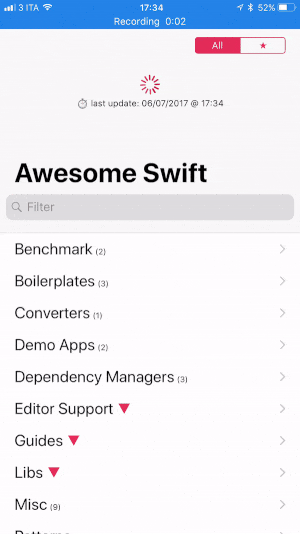 3 ITA 17:34 52%
Recording 0:02
All ★
last update: 06/07/2017 @ 17:34
Awesome Swift
Filter
Benchmark (2)
Boilerplates (3)
Converters (1)
Demo Apps (2)
Dependency Managers (3)
Editor Support ▼
Guides ▼
Libs ▼
Misc (9)